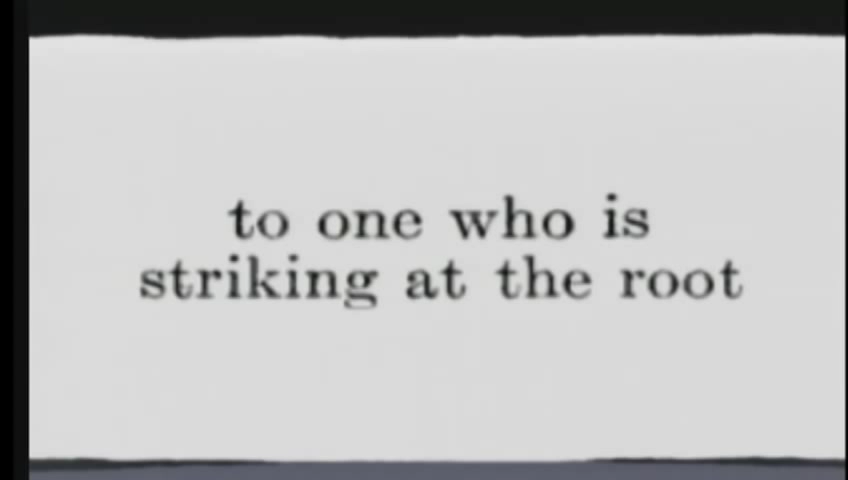 to one who is
striking at the root